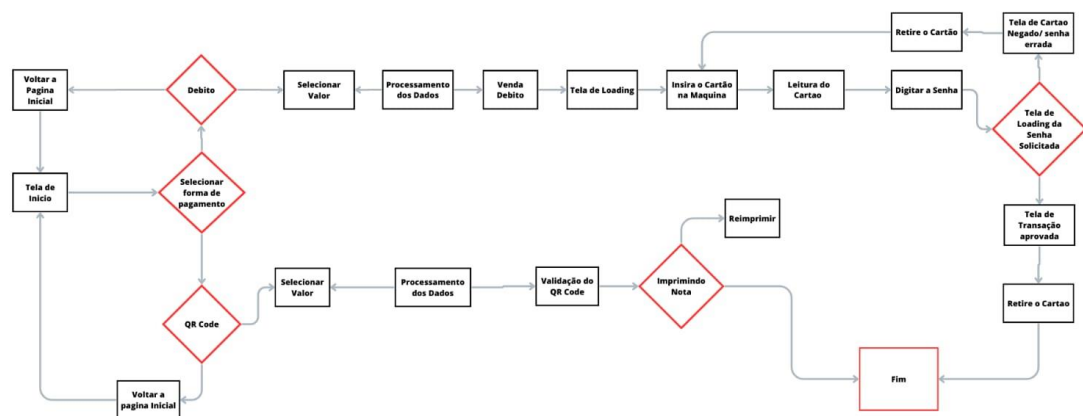 Retire o Cartão
Tela de Cartao
Negado/ senha
errada
Voltar a
Pagina
Inicial
Debito
Selecionar
Valor
Processamento
dos Dados
Venda
Debito
Tela de Loading
Insira o Cartão
na Maquina
Leitura do
Cartao
Digitar a Senha
Tela de
Loading da
Senha
Solicitada
Tela de
Inicio
Selecionar
forma de
pagamento
Reimprimir
Tela de
Transação
aprovada
Selecionar
Valor
Processamento
dos Dados
Validação do
QR Code
Imprimindo
Nota
Retire o Cartao
QR Code
Fim
Voltar a
pagina Inicial